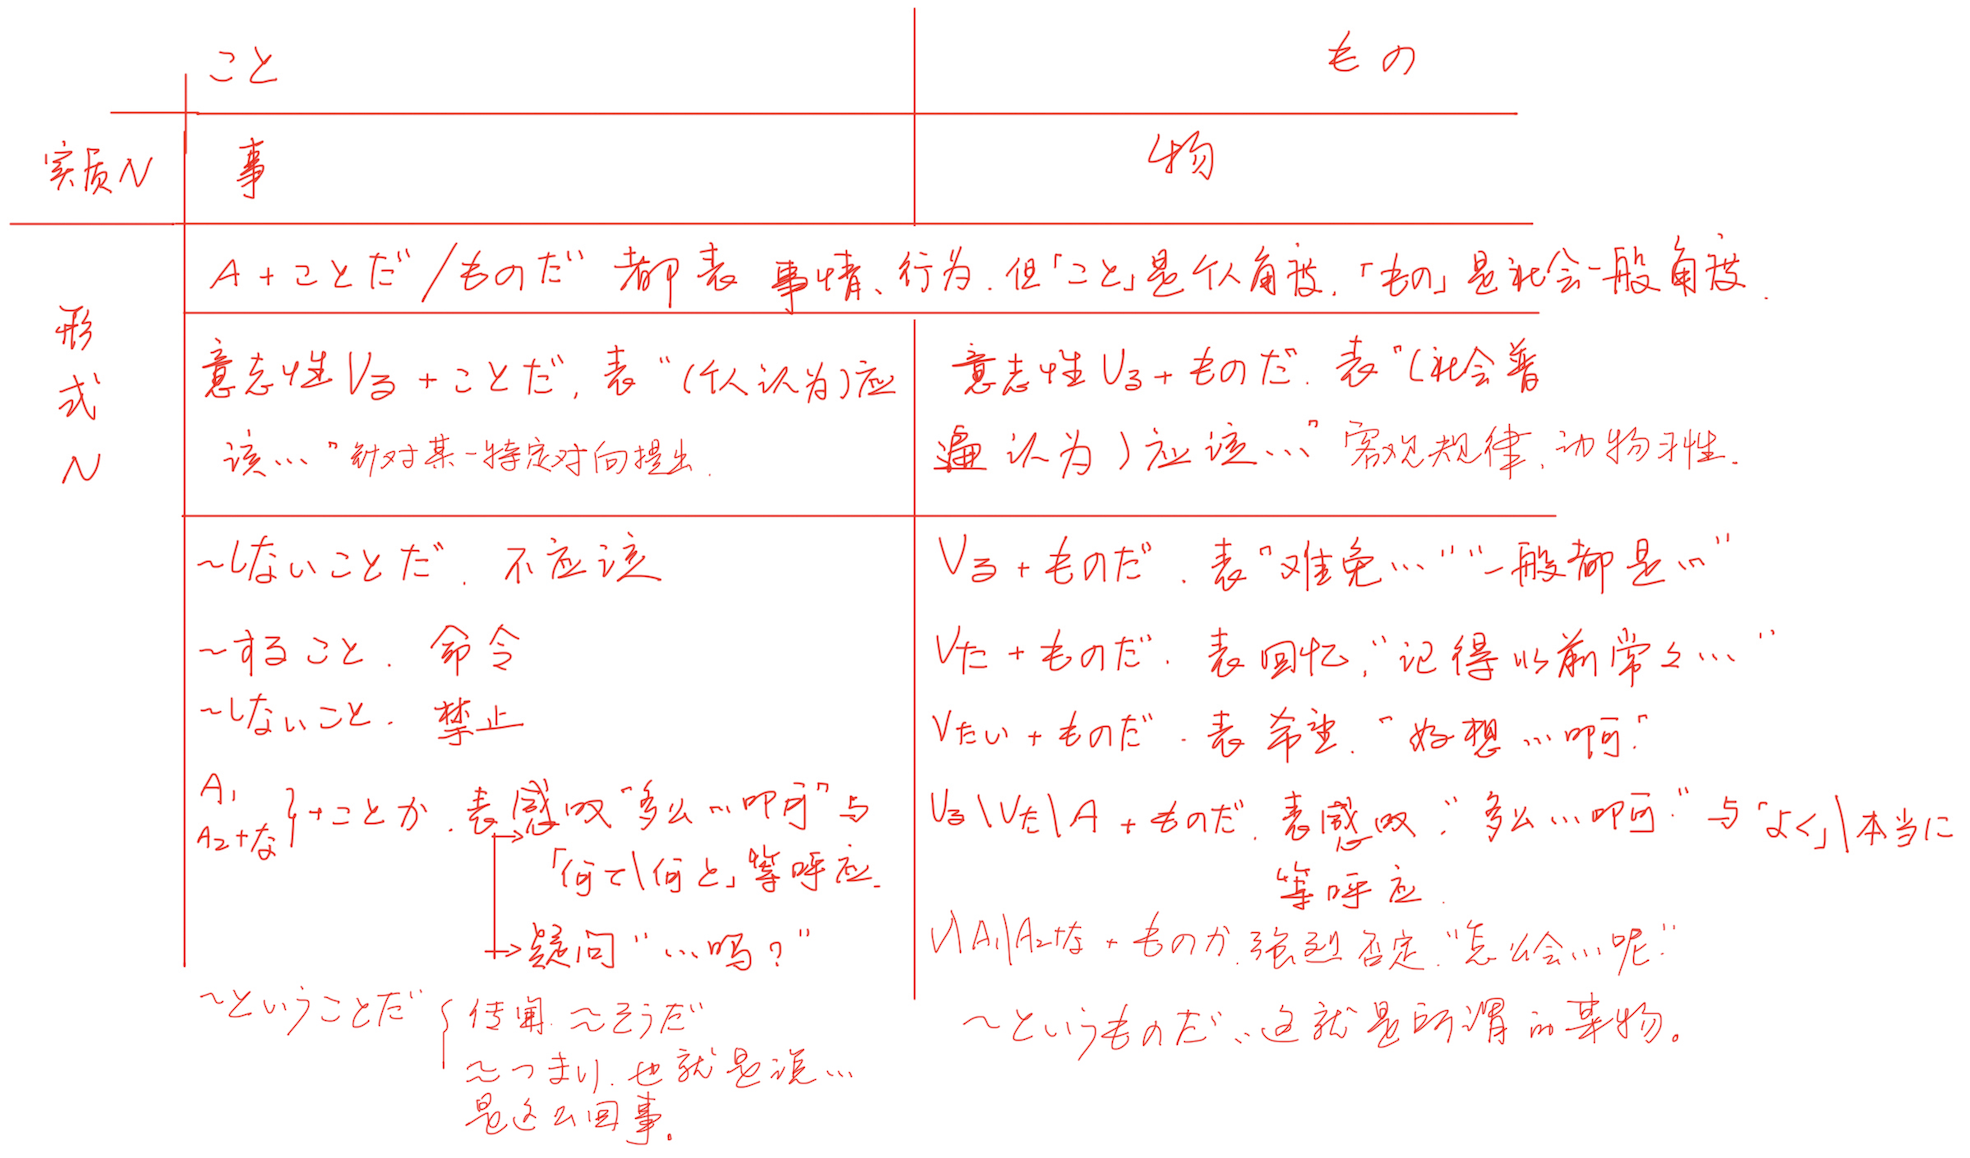 こと
もの
实质N
事
物
形式N
A+ことだ/ものだ 都表 事情、行为.但「こと」是个人角度,「もの」是社会一般角度.
意志性Vる+ことだ,表“(个人认为)应
该…”针对某一特定对向提出.
意志性Vる+ものだ.表“(社会普
遍认为)应该…”客观规律,动物习性.
~しないことだ. 不应该
~すること. 命令
~しないこと. 禁止
A₁
A₂+な}+ことか.表感叹“多么…啊”与
「何て\何と」等呼应.
疑问“…吗?”
~ということだ{传闻.~そうだ
~つまり.也就是说…
是这么回事。
Vる+ものだ.表“难免…”“一般都是…”
Vた+ものだ.表回忆,“记得以前常々…”
Vたい+ものだ.表希望.“好想…啊”
Vる\Vた\A+ものだ.表感叹.“多么…啊.”与「よく」\本当に
等呼应.
V\A₁\A₂+な+ものか.强烈否定.“怎么会…呢”
~というものだ、这就是所谓的某物。